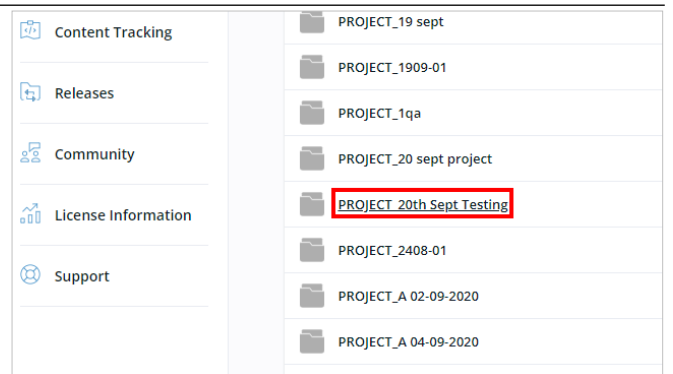 Content Tracking
Releases
Community
License Information
Support
PROJECT_19 sept
PROJECT_1909-01
PROJECT_1qa
PROJECT_20 sept project
PROJECT_20th Sept Testing
PROJECT_2408-01
PROJECT_A 02-09-2020
PROJECT_A 04-09-2020